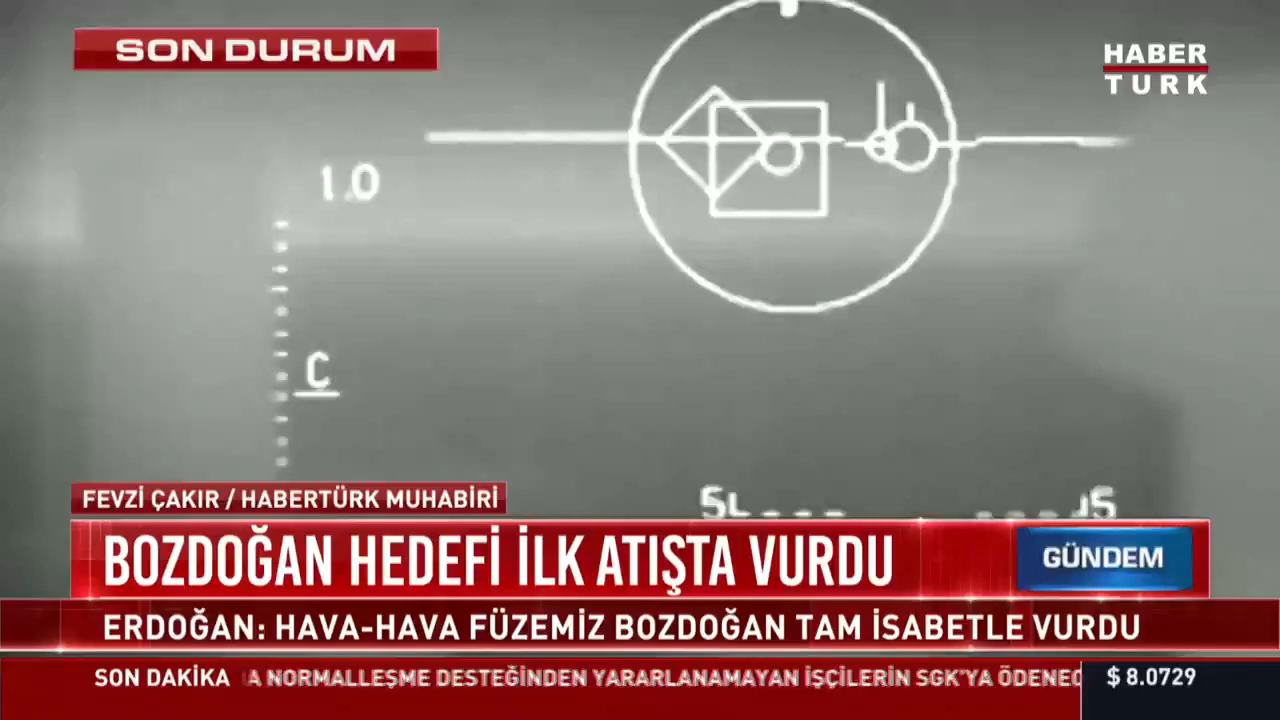 SON DURUM
HABER
TURK
1.0
C
FEVZİ ÇAKIR / HABERTÜRK MUHABİRİ
BOZDOĞAN HEDEFİ İLK ATIŞTA VURDU
GÜNDEM
ERDOĞAN: HAVA-HAVA FÜZEMİZ BOZDOĞAN TAM İSABETLE VURDU
SON DAKİKA A NORMALLEŞME DESTEĞİNDEN YARARLANAMAYAN İŞÇİLERİN SGK'YA ÖDENEC
$ 8.0729